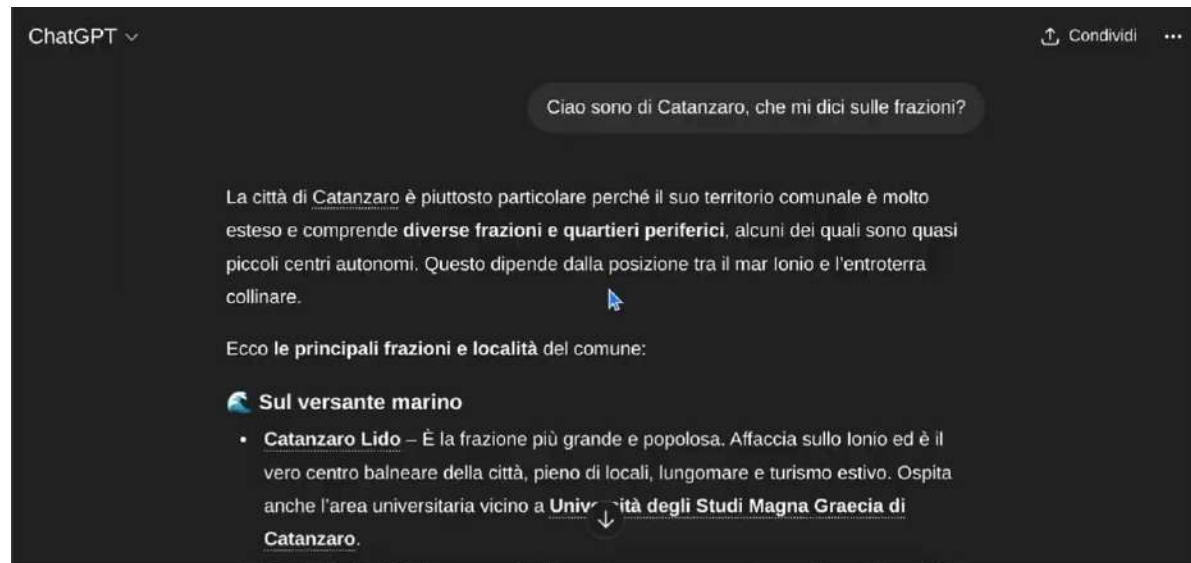 ChatGPT
Condividi
Ciao sono di Catanzaro, che mi dici sulle frazioni?
La città di Catanzaro è piuttosto particolare perché il suo territorio comunale è molto
esteso e comprende diverse frazioni e quartieri periferici, alcuni dei quali sono quasi
piccoli centri autonomi. Questo dipende dalla posizione tra il mar Ionio e l'entroterra
collinare.
Ecco le principali frazioni e località del comune:
🌊 Sul versante marino
• Catanzaro Lido – È la frazione più grande e popolosa. Affaccia sullo Ionio ed è il
vero centro balneare della città, pieno di locali, lungomare e turismo estivo. Ospita
anche l'area universitaria vicino a Università degli Studi Magna Graecia di
Catanzaro.